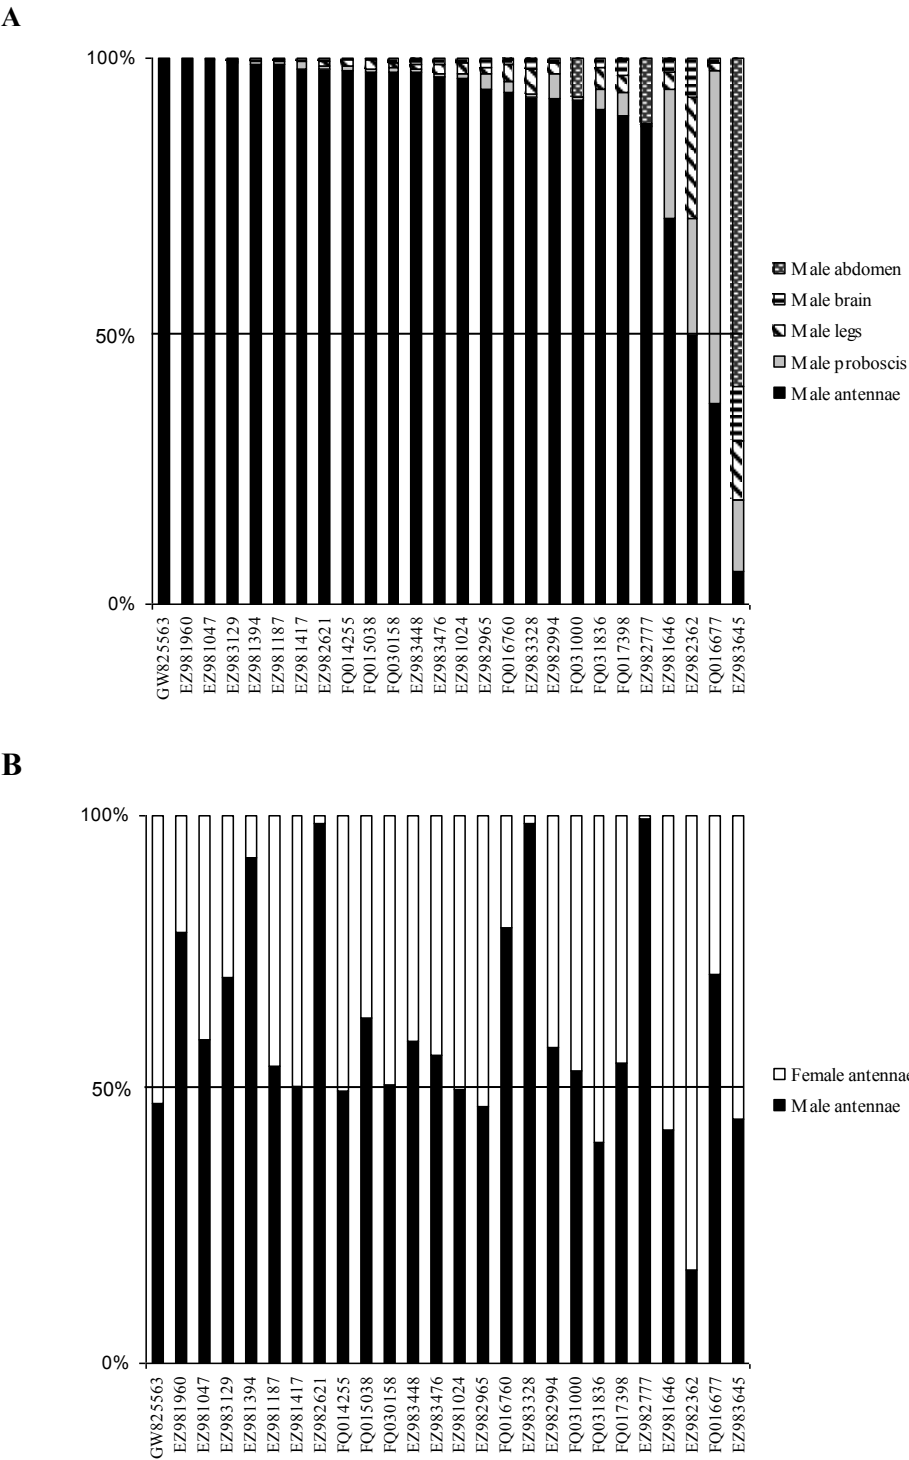 A
100%
50%
0%
Male abdomen
Male brain
Male legs
Male proboscis
Male antennae
GW825563
EZ981960
EZ981047
EZ983129
EZ981394
EZ981187
EZ981417
EZ982621
FQ014255
FQ015038
FQ030158
EZ983448
EZ983476
EZ981024
EZ982965
FQ016760
EZ983328
EZ982994
FQ031000
FQ031836
FQ017398
EZ982777
EZ981646
EZ982362
FQ016677
EZ983645
B
100%
50%
0%
Female antennae
Male antennae
GW825563
EZ981960
EZ981047
EZ983129
EZ981394
EZ981187
EZ981417
EZ982621
FQ014255
FQ015038
FQ030158
EZ983448
EZ983476
EZ981024
EZ982965
FQ016760
EZ983328
EZ982994
FQ031000
FQ031836
FQ017398
EZ982777
EZ981646
EZ982362
FQ016677
EZ983645